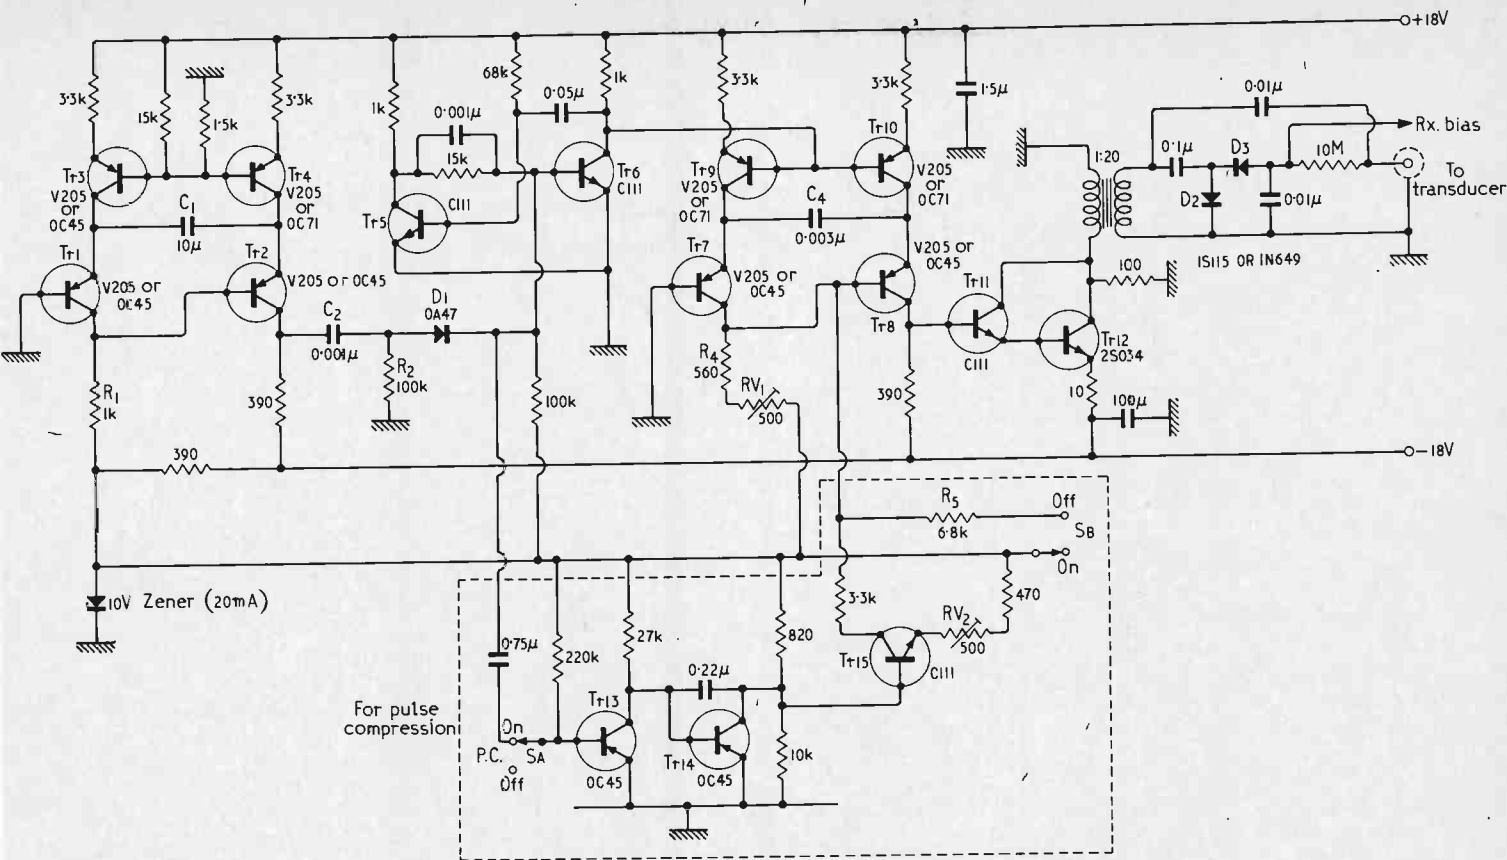 +18V
3·3k
15k
1·5k
3·3k
1k
0·001μ
15k
68k
0·05μ
1k
3·3k
3·3k
1·5μ
0·01μ
Rx. bias
Tr3
V205
or
OC45
Tr4
V205
or
OC71
C1
10μ
Tr5
C111
Tr6
C111
Tr9
V205
or
OC71
Tr10
V205
or
OC71
C4
0·003μ
1:20
0·1μ
D3
10M
D2
0·01μ
To
transducer
1S115 OR 1N649
Tr1
V205 or
OC45
Tr2
V205 or OC45
C2
0·001μ
D1
OA47
R2
100k
R1
1k
390
390
100k
Tr7
V205 or
OC45
V205 or
OC45
Tr8
R4
560
RV1
500
390
Tr11
C111
100
Tr12
2S034
10
100μ
-18V
R5
6·8k
Off
SB
On
10V Zener (20mA)
0·75μ
220k
27k
820
3·3k
RV2
500
470
Tr15
C111
0·22μ
For pulse
compression
On
P.C.
SA
Off
Tr13
OC45
Tr14
OC45
10k